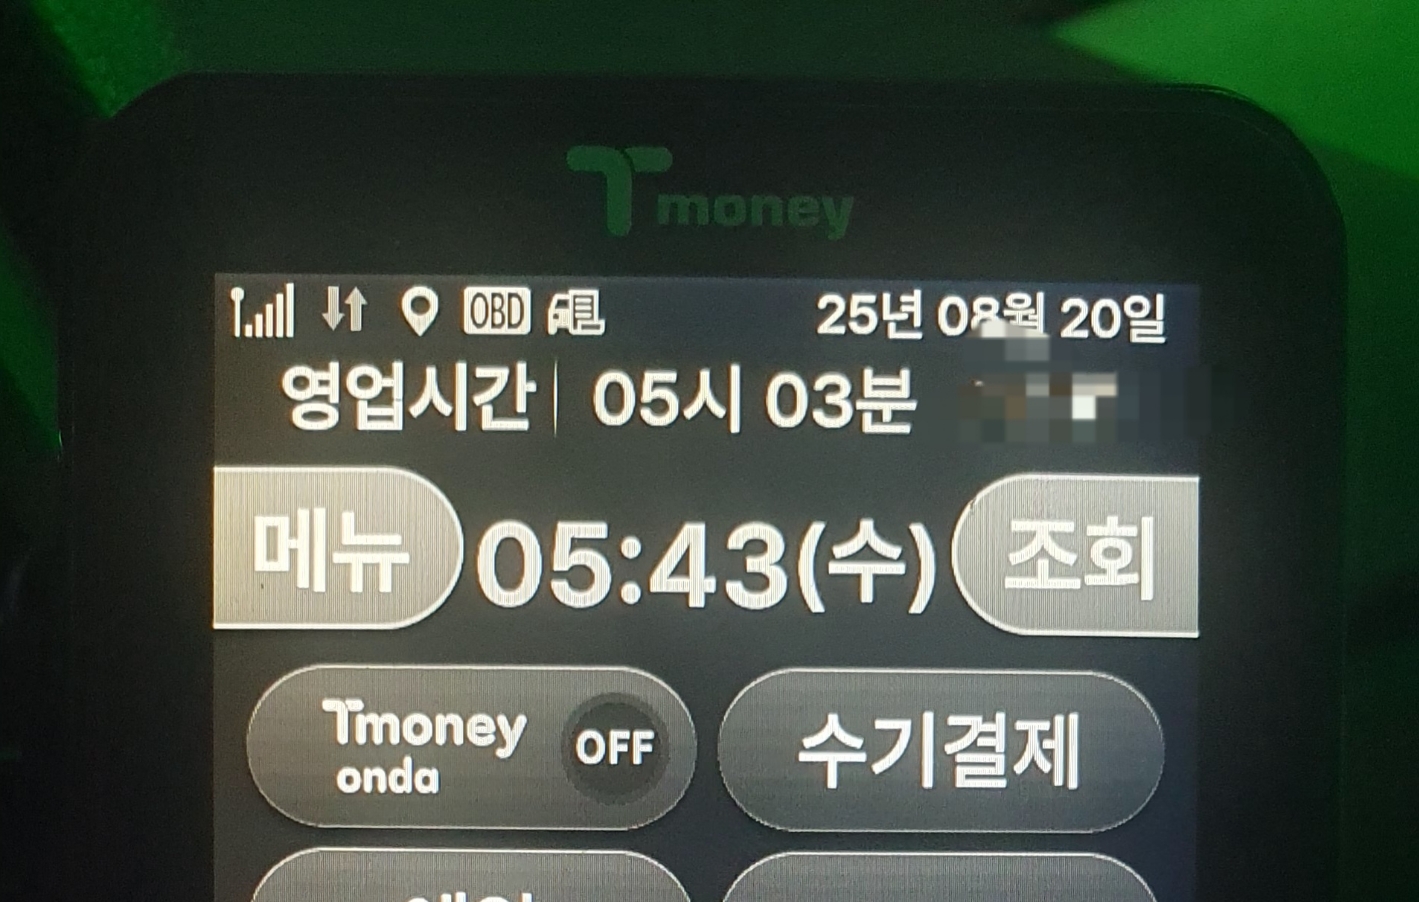 Tmoney
OBD 25년 08월 20일
영업시간 05시 03분
메뉴 05:43(수) 조회
Tmoney onda OFF 수기결제